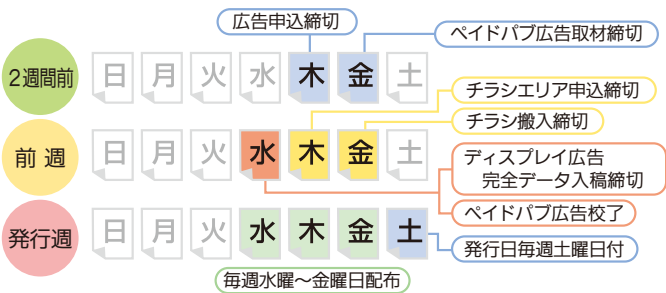 広告申込締切
ペイドパブ広告取材締切
2週間前 日 月 火 水 木 金 土
チラシエリア申込締切
チラシ搬入締切
前週 日 月 火 水 木 金 土
ディスプレイ広告
完全データ入稿締切
ペイドパブ広告校了
発行週 日 月 火 水 木 金 土
発行日毎週土曜日付
毎週水曜～金曜日配布